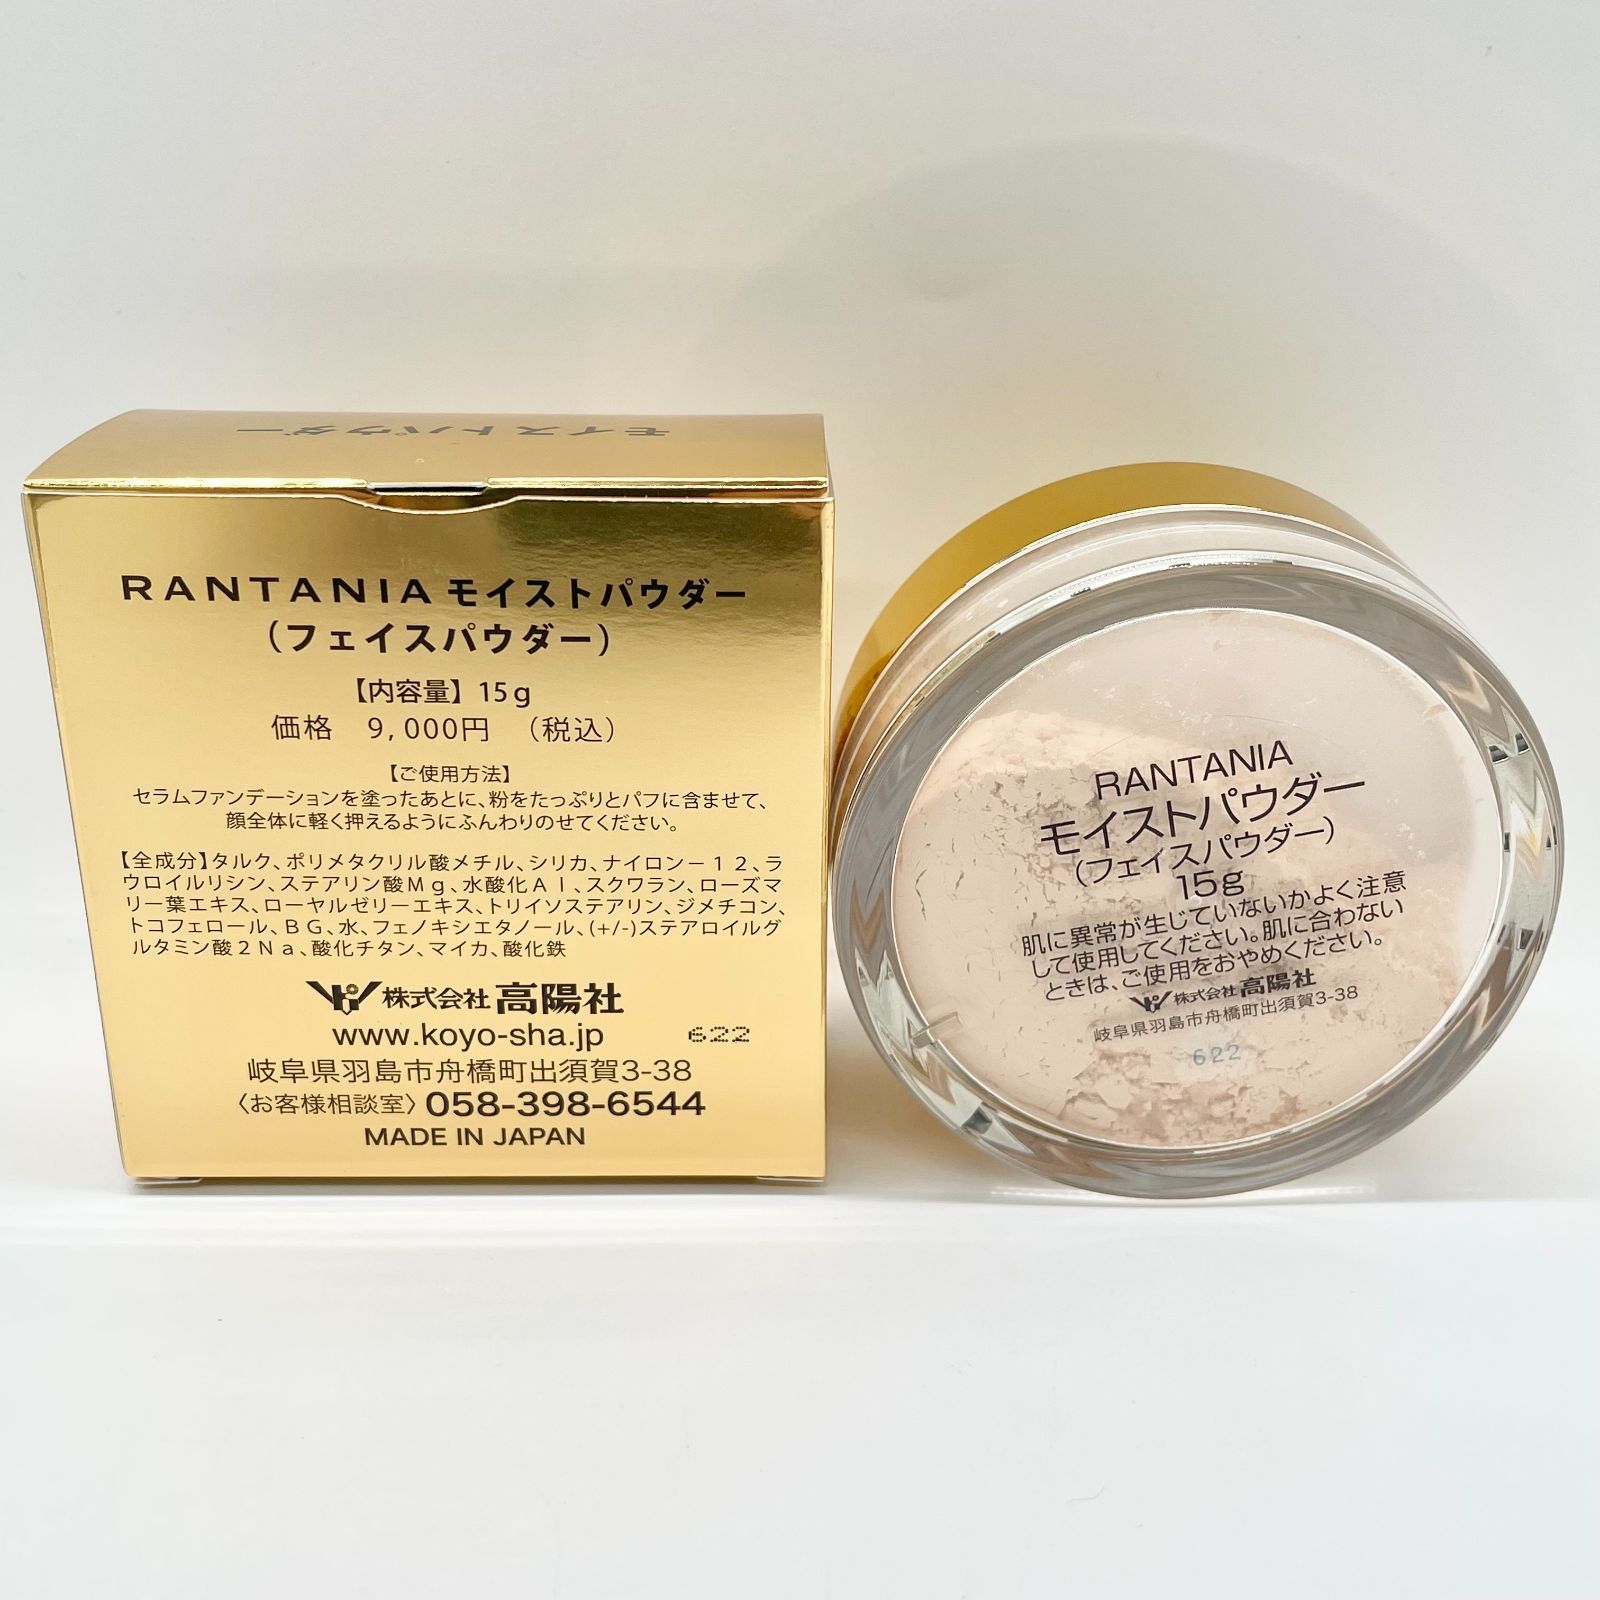 モイストパウダー
RANTANIA モイストパウダー
(フェイスパウダー)
【内容量】15g
価格 9,000円 (税込)
【ご使用方法】
セラムファンデーションを塗ったあとに、粉をたっぷりとパフに含ませて、
顔全体に軽く押えるようにふんわりのせてください。
【全成分】タルク、ポリメタクリル酸メチル、シリカ、ナイロン－１２、ラ
ウロイルリシン、ステアリン酸Ｍｇ、水酸化Ａｌ、スクワラン、ローズマ
リー葉エキス、ローヤルゼリーエキス、トリイソステアリン、ジメチコン、
トコフェロール、ＢＧ、水、フェノキシエタノール、(+/-)ステアロイルグ
ルタミン酸２Ｎａ、酸化チタン、マイカ、酸化鉄
株式会社 高陽社
www.koyo-sha.jp 622
岐阜県羽島市舟橋町出須賀3-38
〈お客様相談室〉058-398-6544
MADE IN JAPAN
RANTANIA
モイストパウダー
(フェイスパウダー)
15g
肌に異常が生じていないかよく注意
して使用してください。肌に合わない
ときは、ご使用をおやめください。
株式会社 高陽社
岐阜県羽島市舟橋町出須賀3-38
622